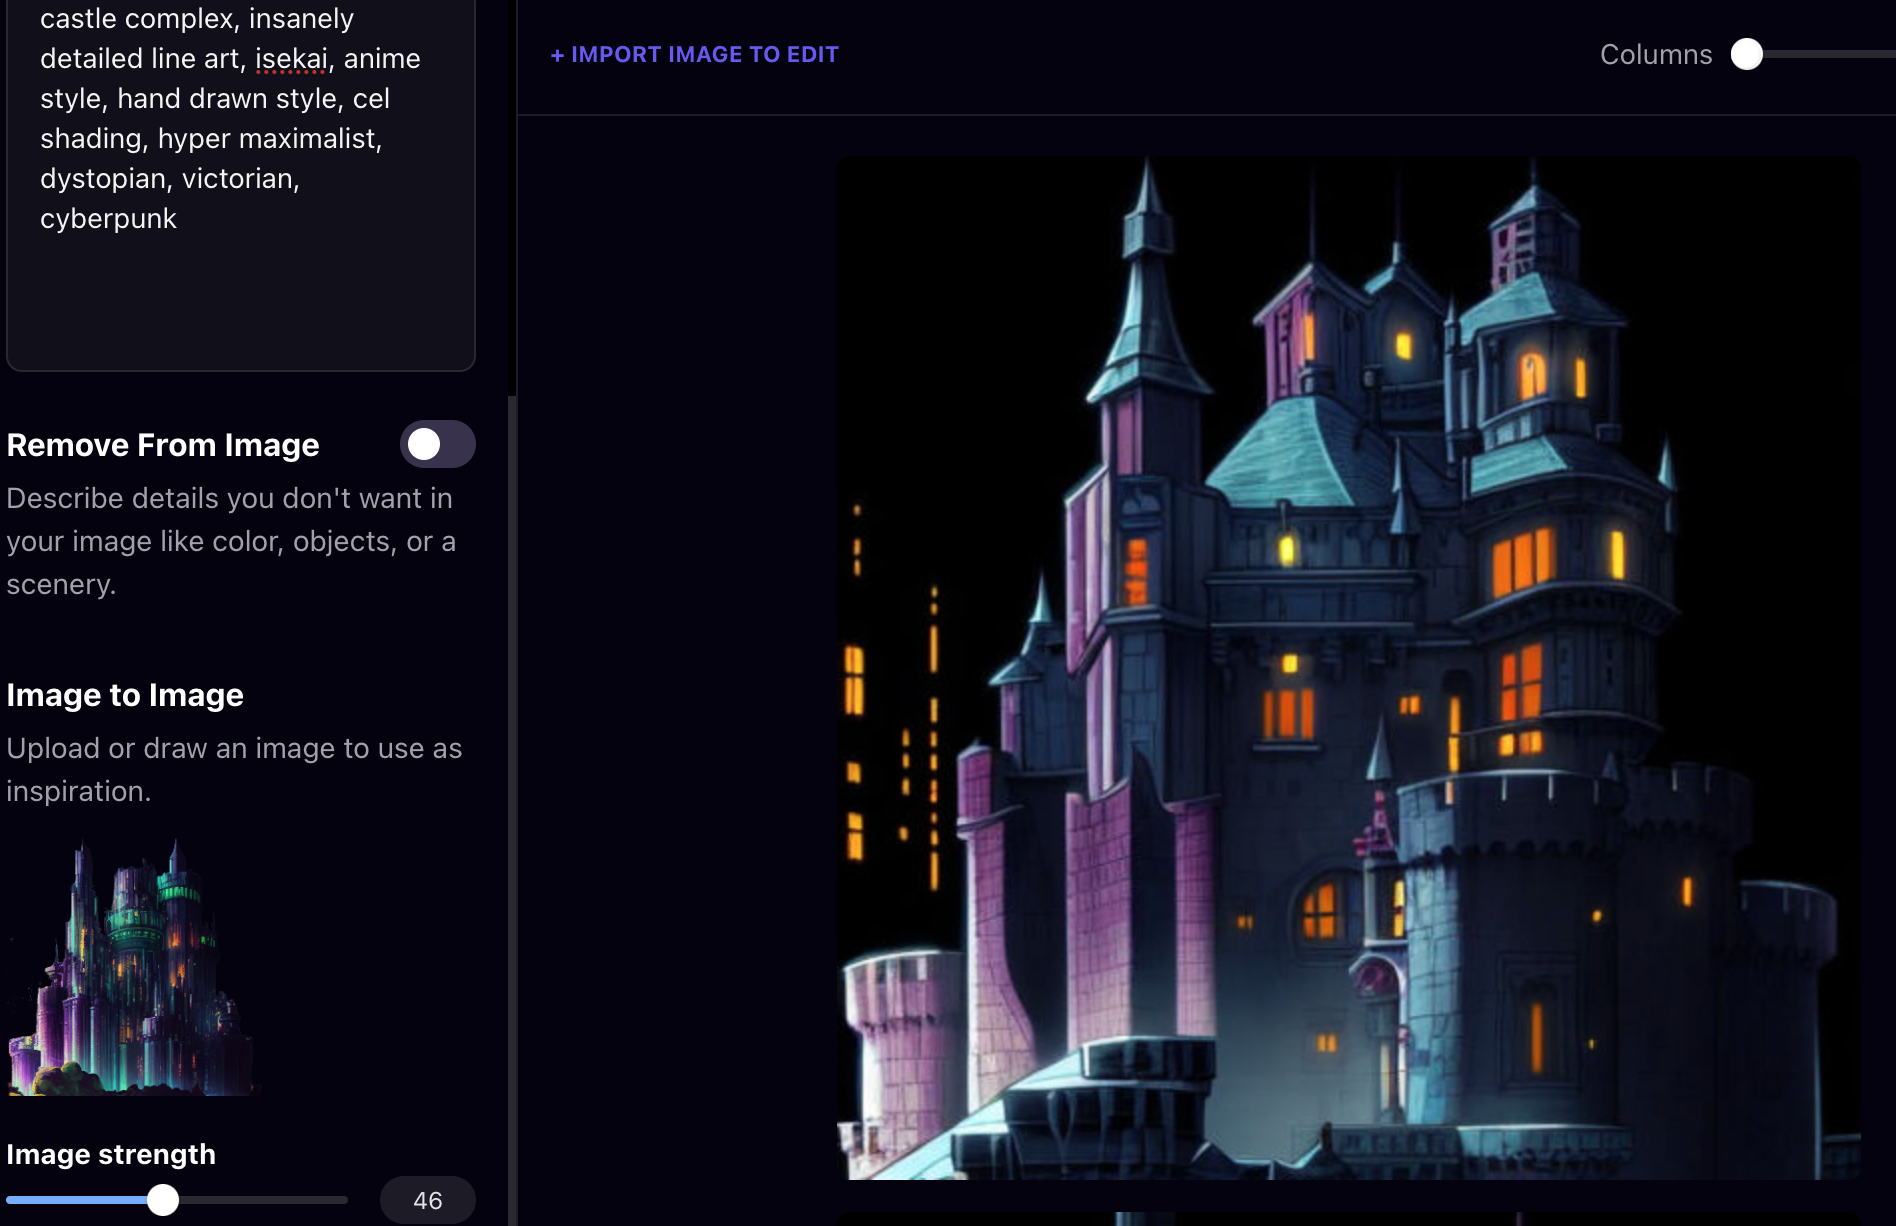 castle complex, insanely
detailed line art, isekai, anime
style, hand drawn style, cel
shading, hyper maximalist,
dystopian, victorian,
cyberpunk
Remove From Image
Describe details you don't want in
your image like color, objects, or a
scenery.
Image to Image
Upload or draw an image to use as
inspiration.
Image strength
46
+ IMPORT IMAGE TO EDIT
Columns